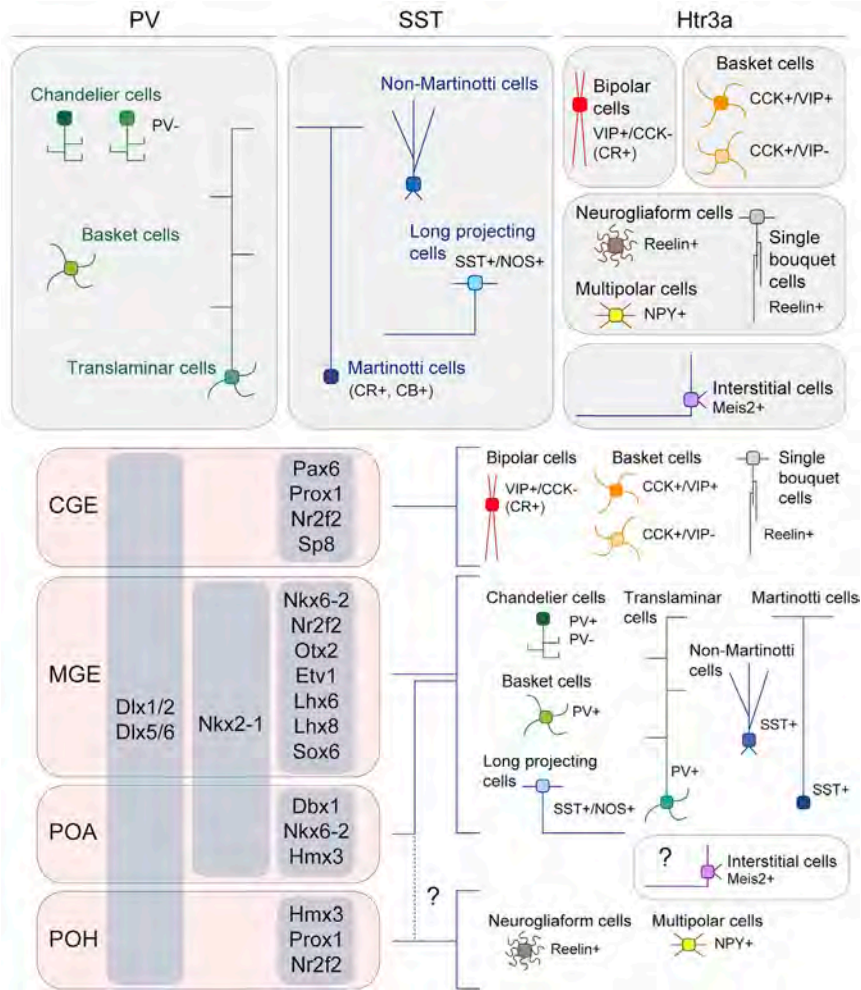 PV
SST
Htr3a
Chandelier cells
PV-
Basket cells
Translaminar cells
Non-Martinotti cells
Long projecting
cells
SST+/NOS+
Martinotti cells
(CR+, CB+)
Bipolar
cells
VIP+/CCK-
(CR+)
Basket cells
CCK+/VIP+
CCK+/VIP-
Neurogliaform cells
Reelin+
Multipolar cells
NPY+
Single
bouquet
cells
Reelin+
Interstitial cells
Meis2+
CGE
MGE
POA
POH
Dlx1/2
Dlx5/6
Nkx2-1
Pax6
Prox1
Nr2f2
Sp8
Nkx6-2
Nr2f2
Otx2
Etv1
Lhx6
Lhx8
Sox6
Dbx1
Nkx6-2
Hmx3
Hmx3
Prox1
Nr2f2
?
Bipolar cells
VIP+/CCK-
(CR+)
Basket cells
CCK+/VIP+
CCK+/VIP-
Single
bouquet
cells
Reelin+
Chandelier cells
PV+
PV-
Basket cells
PV+
Long projecting
cells
SST+/NOS+
Translaminar
cells
PV+
Martinotti cells
Non-Martinotti
cells
SST+
SST+
?
Interstitial cells
Meis2+
Neurogliaform cells
Reelin+
Multipolar cells
NPY+